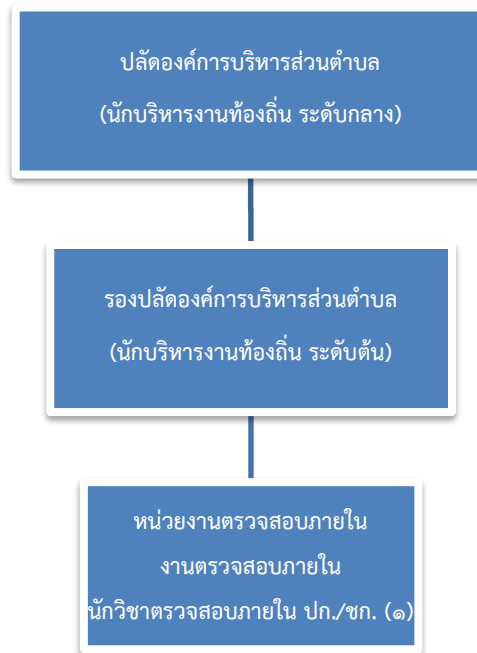 ปลัดองค์การบริหารส่วนตำบล
(นักบริหารงานท้องถิ่น ระดับกลาง)
รองปลัดองค์การบริหารส่วนตำบล
(นักบริหารงานท้องถิ่น ระดับต้น)
หน่วยงานตรวจสอบภายใน
งานตรวจสอบภายใน
นักวิชาตรวจสอบภายใน ปก./ชก. (๑)